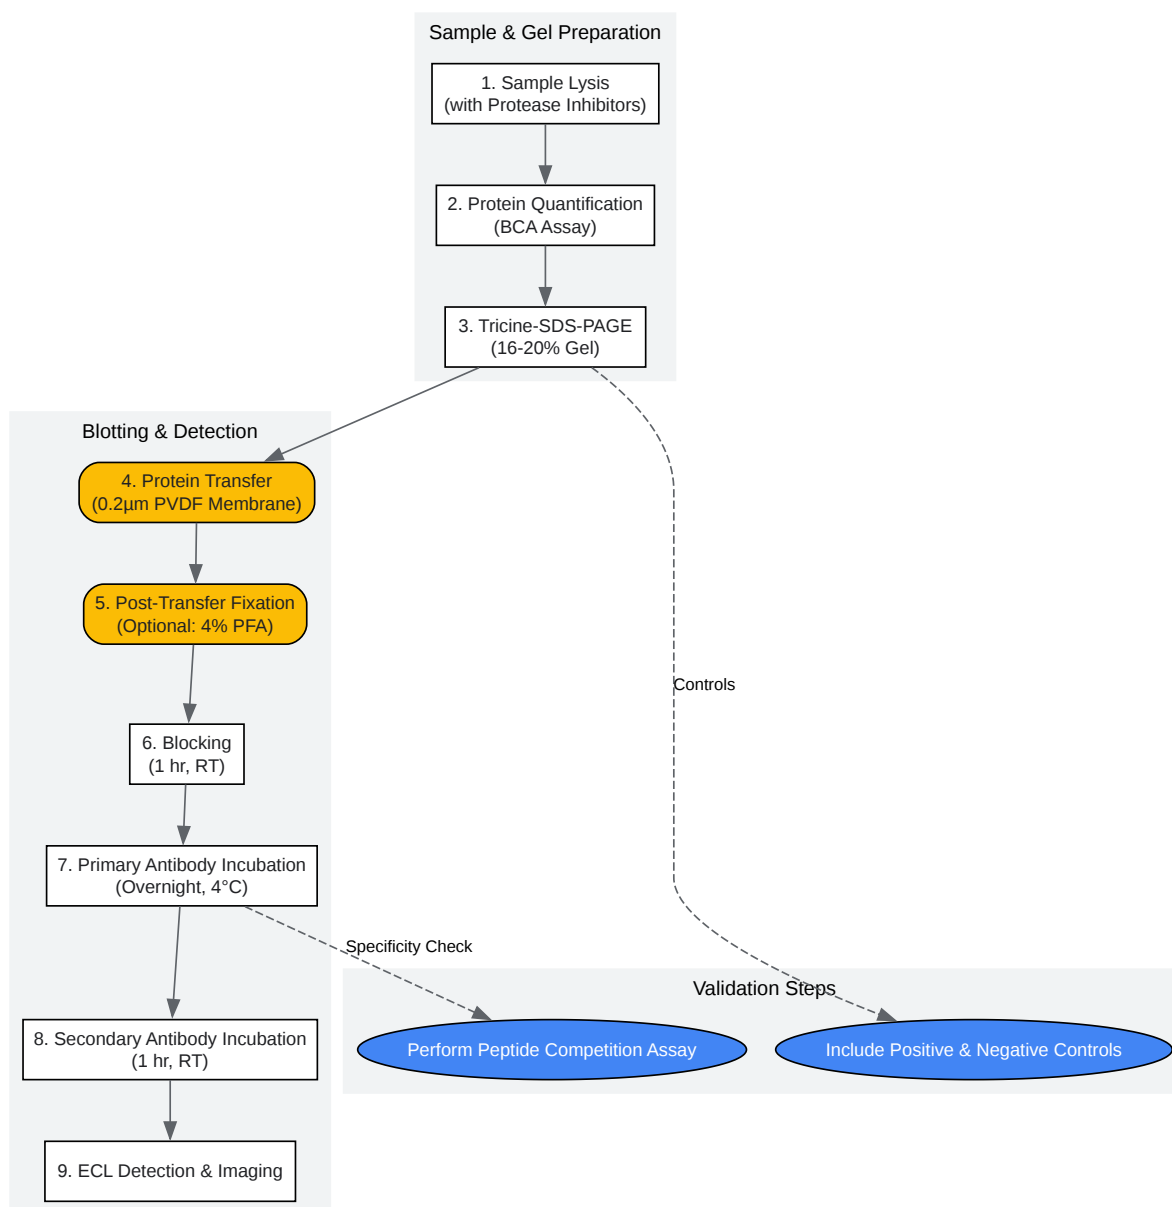 Sample & Gel Preparation
1. Sample Lysis
(with Protease Inhibitors)
2. Protein Quantification
(BCA Assay)
3. Tricine-SDS-PAGE
(16-20% Gel)
Blotting & Detection
4. Protein Transfer
(0.2µm PVDF Membrane)
5. Post-Transfer Fixation
(Optional: 4% PFA)
Controls
6. Blocking
(1 hr, RT)
7. Primary Antibody Incubation
(Overnight, 4°C)
Specificity Check
Validation Steps
8. Secondary Antibody Incubation
(1 hr, RT)
Perform Peptide Competition Assay
Include Positive & Negative Controls
9. ECL Detection & Imaging